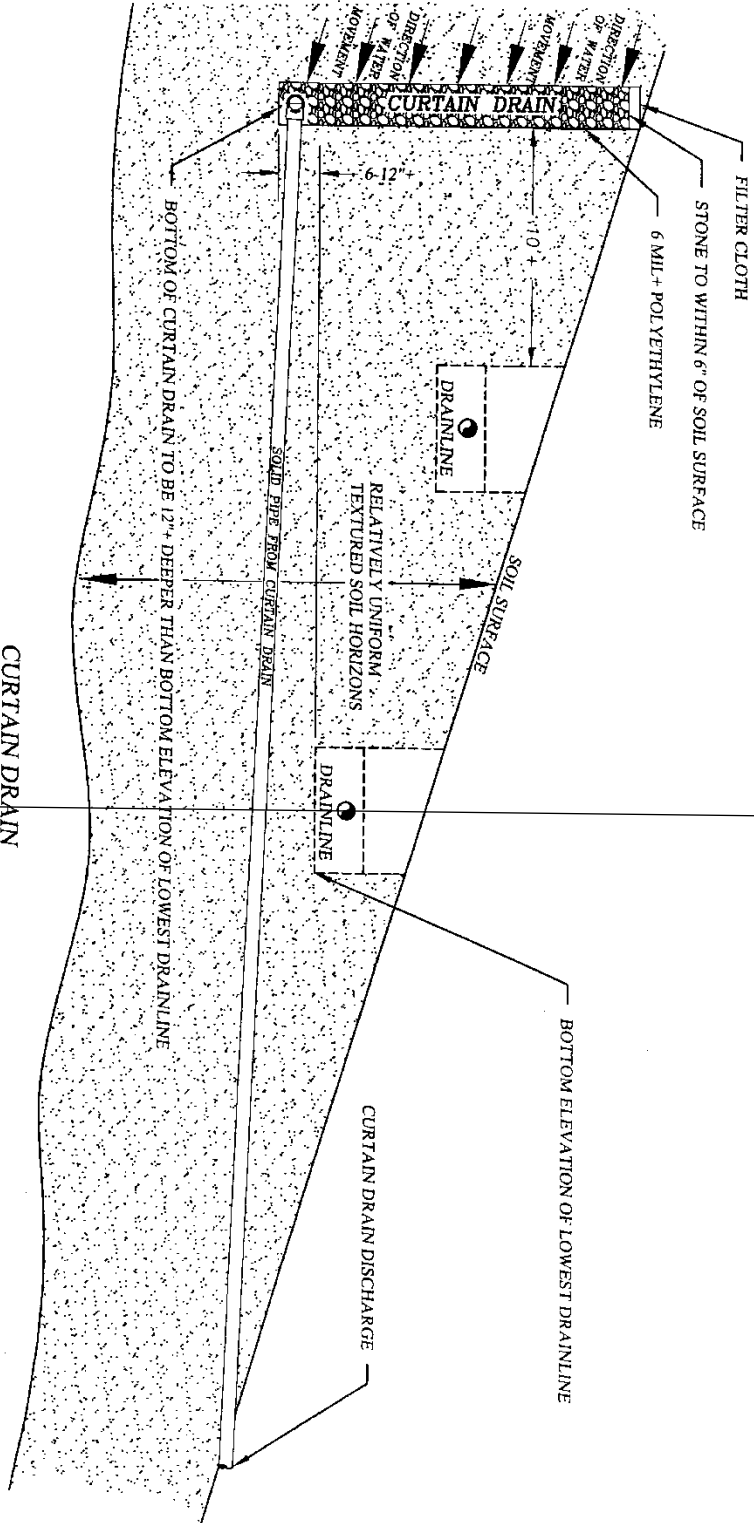 FILTER CLOTH
STONE TO WITHIN 6" OF SOIL SURFACE
6 MIL+ POLYETHYLENE
DIRECTION
OF WATER
MOVEMENT
DIRECTION
OF WATER
MOVEMENT
CURTAIN DRAIN
10 +
6-12"+
DRAINLINE
SOIL SURFACE
RELATIVELY UNIFORM
TEXTURED SOIL HORIZONS
DRAINLINE
SOLID PIPE FROM CURTAIN DRAIN
BOTTOM OF CURTAIN DRAIN TO BE 12"+ DEEPER THAN BOTTOM ELEVATION OF LOWEST DRAINLINE
BOTTOM ELEVATION OF LOWEST DRAINLINE
CURTAIN DRAIN DISCHARGE
CURTAIN DRAIN